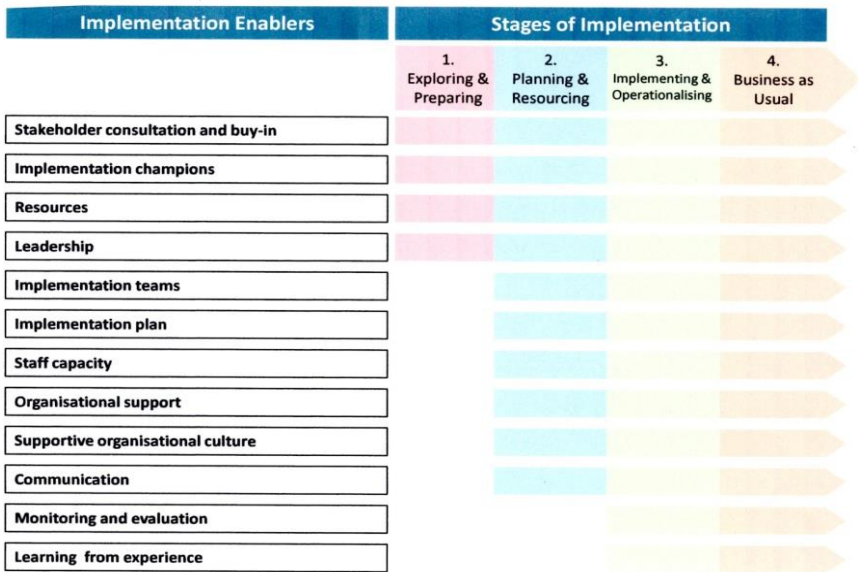 Implementation Enablers
Stages of Implementation
1.
Exploring &
Preparing
2.
Planning &
Resourcing
3.
Implementing &
Operationalising
4.
Business as
Usual
Stakeholder consultation and buy-in
Implementation champions
Resources
Leadership
Implementation teams
Implementation plan
Staff capacity
Organisational support
Supportive organisational culture
Communication
Monitoring and evaluation
Learning from experience